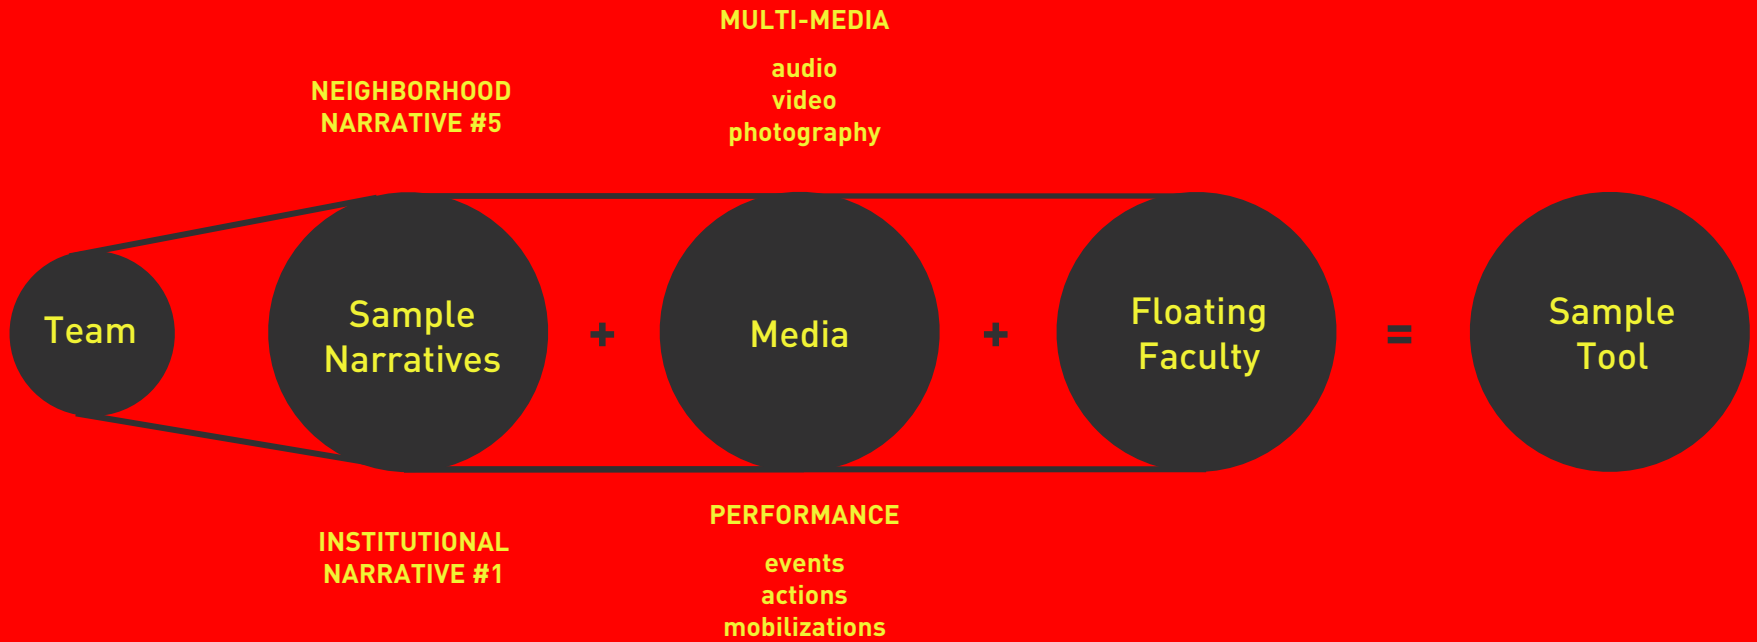 MULTI-MEDIA
audio
video
photography
NEIGHBORHOOD
NARRATIVE #5
Team
Sample
Narratives
+
Media
+
Floating
Faculty
=
Sample
Tool
INSTITUTIONAL
NARRATIVE #1
PERFORMANCE
events
actions
mobilizations